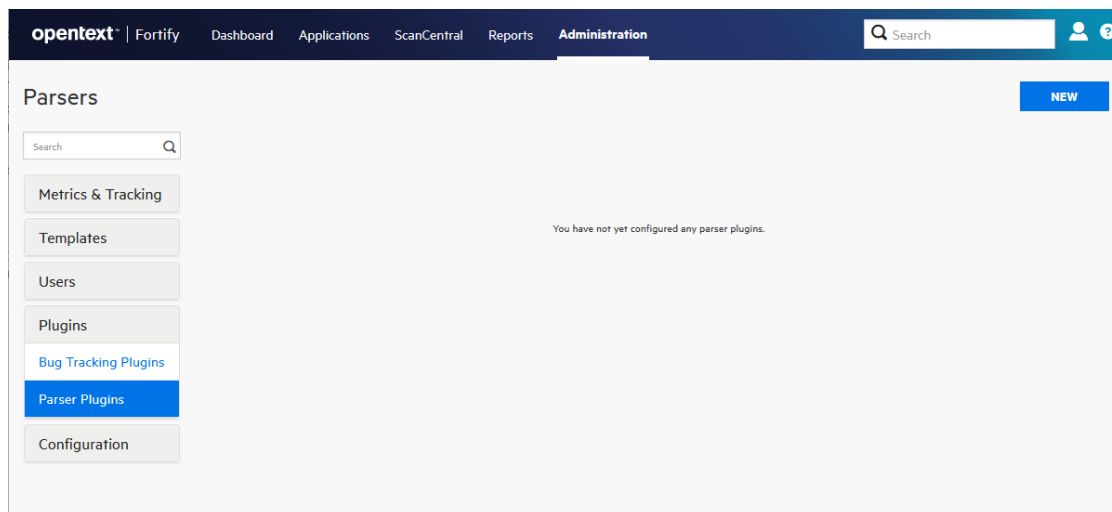 opentext™ | Fortify Dashboard Applications ScanCentral Reports Administration Search ?
Parsers NEW
Search
Metrics & Tracking
You have not yet configured any parser plugins.
Templates
Users
Plugins
Bug Tracking Plugins
Parser Plugins
Configuration